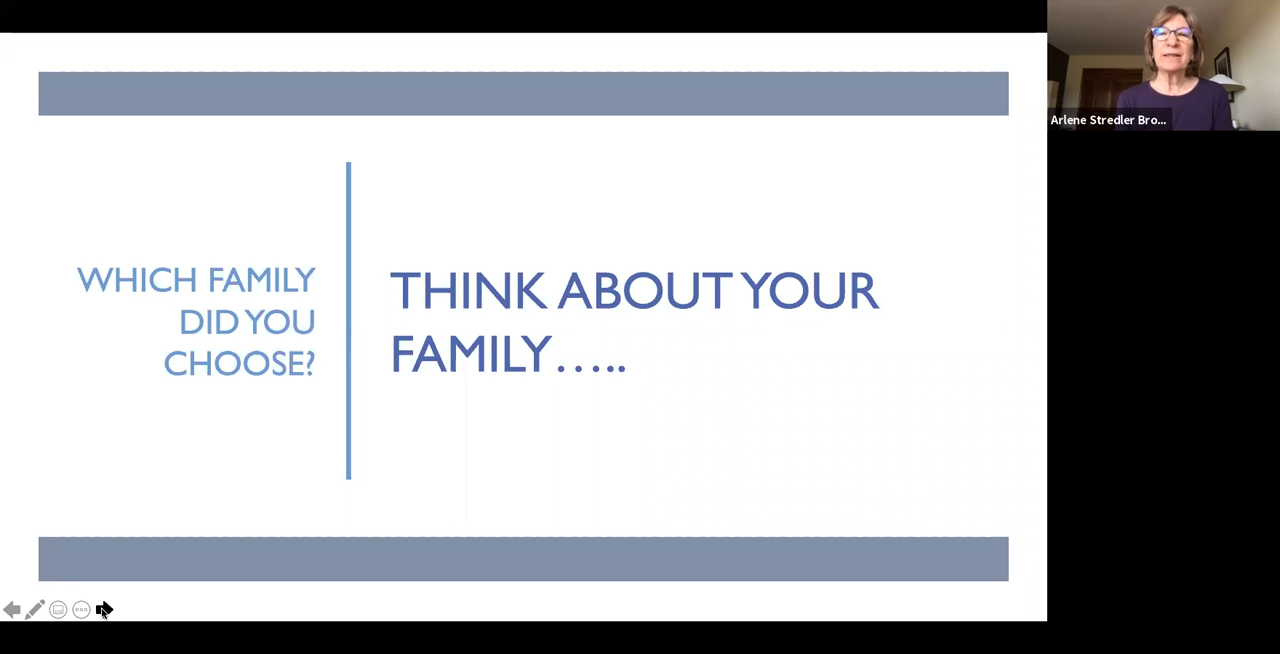 Arlene Stredler Bro...
WHICH FAMILY
DID YOU
CHOOSE?
THINK ABOUT YOUR
FAMILY.....